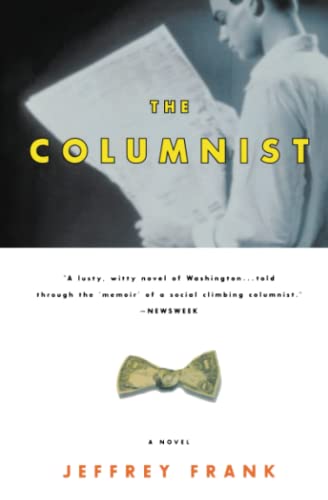 THE
COLUMNIST
"A lusty, witty novel of Washington...told
through the 'memoir' of a social climbing columnist."
—NEWSWEEK
A NOVEL
JEFFREY FRANK